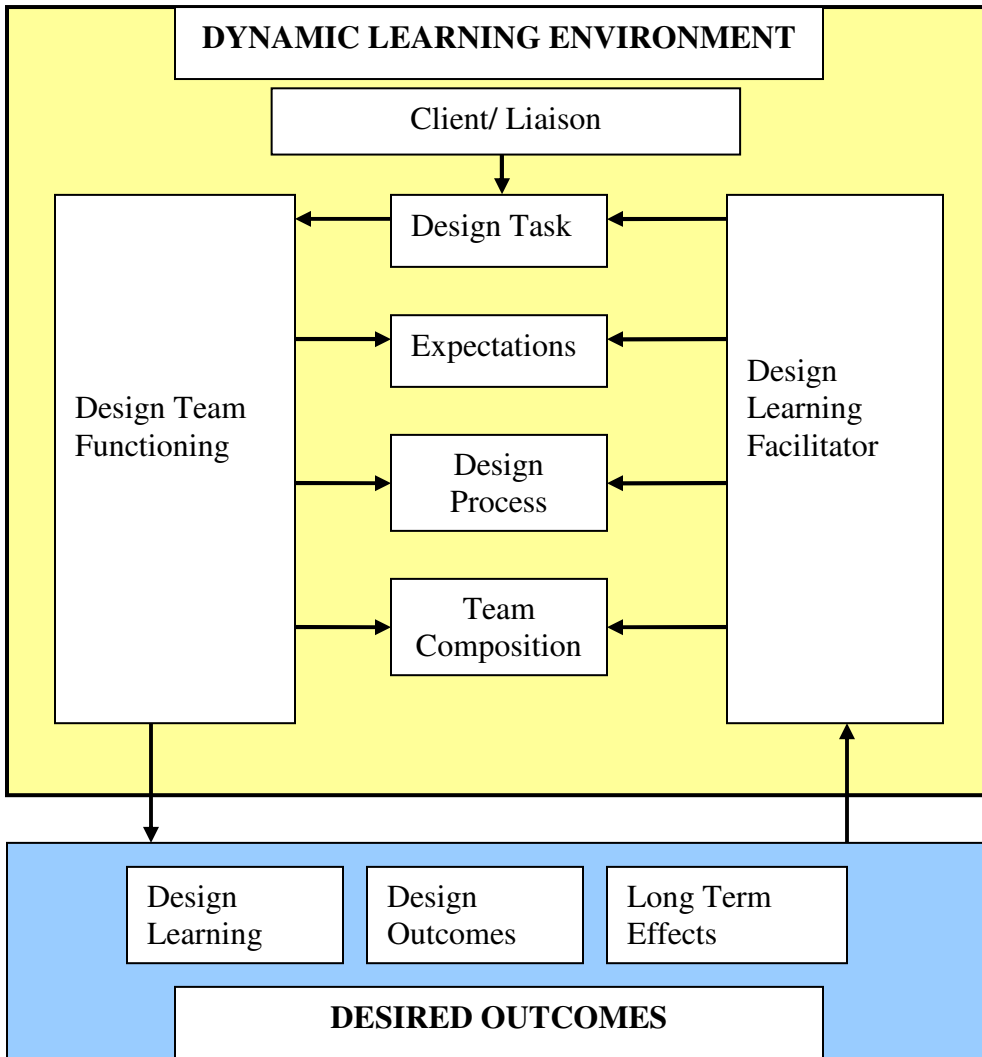 DYNAMIC LEARNING ENVIRONMENT
Client/ Liaison
Design Task
Expectations
Design Team
Functioning
Design
Learning
Facilitator
Design
Process
Team
Composition
Design
Learning
Design
Outcomes
Long Term
Effects
DESIRED OUTCOMES